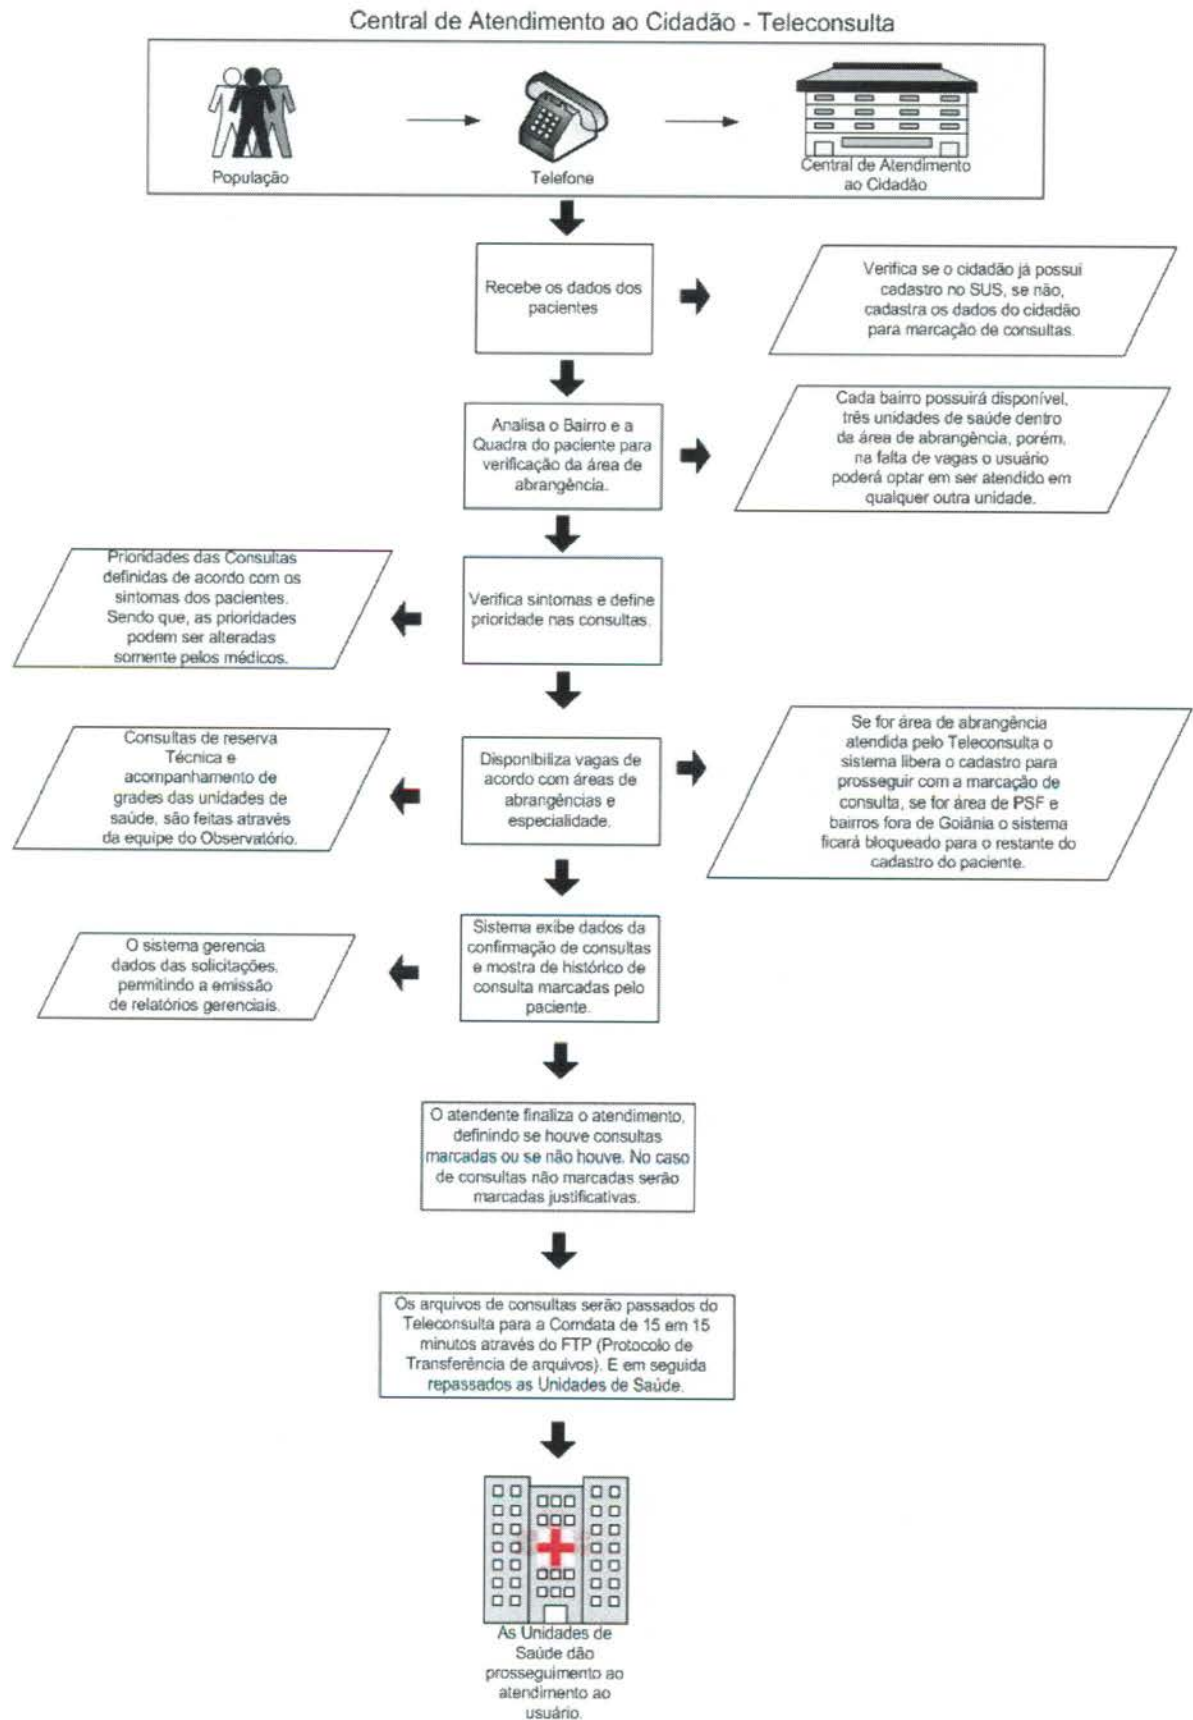 Central de Atendimento ao Cidadão - Teleconsulta
População
Telefone
Central de Atendimento
ao Cidadão
Recebe os dados dos
pacientes
Verifica se o cidadão já possui
cadastro no SUS, se não,
cadastra os dados do cidadão
para marcação de consultas.
Analisa o Bairro e a
Quadra do paciente para
verificação da área de
abrangência.
Cada bairro possuirá disponível,
três unidades de saúde dentro
da área de abrangência, porém,
na falta de vagas o usuário
poderá optar em ser atendido em
qualquer outra unidade.
Prioridades das Consultas
definidas de acordo com os
sintomas dos pacientes.
Sendo que, as prioridades
podem ser alteradas
somente pelos médicos.
Verifica sintomas e define
prioridade nas consultas.
Consultas de reserva
Técnica e
acompanhamento de
grades das unidades de
saúde, são feitas através
da equipe do Observatório.
Disponibiliza vagas de
acordo com áreas de
abrangências e
especialidade.
Se for área de abrangência
atendida pelo Teleconsulta o
sistema libera o cadastro para
prosseguir com a marcação de
consulta, se for área de PSF e
bairros fora de Goiânia o sistema
ficará bloqueado para o restante do
cadastro do paciente.
O sistema gerencia
dados das solicitações,
permitindo a emissão
de relatórios gerenciais.
Sistema exibe dados da
confirmação de consultas
e mostra de histórico de
consulta marcadas pelo
paciente.
O atendente finaliza o atendimento,
definindo se houve consultas
marcadas ou se não houve. No caso
de consultas não marcadas serão
marcadas justificativas.
Os arquivos de consultas serão passados do
Teleconsulta para a Comdata de 15 em 15
minutos através do FTP (Protocolo de
Transferência de arquivos). E em seguida
repassados as Unidades de Saúde.
As Unidades de
Saúde dão
prosseguimento ao
atendimento ao
usuário.